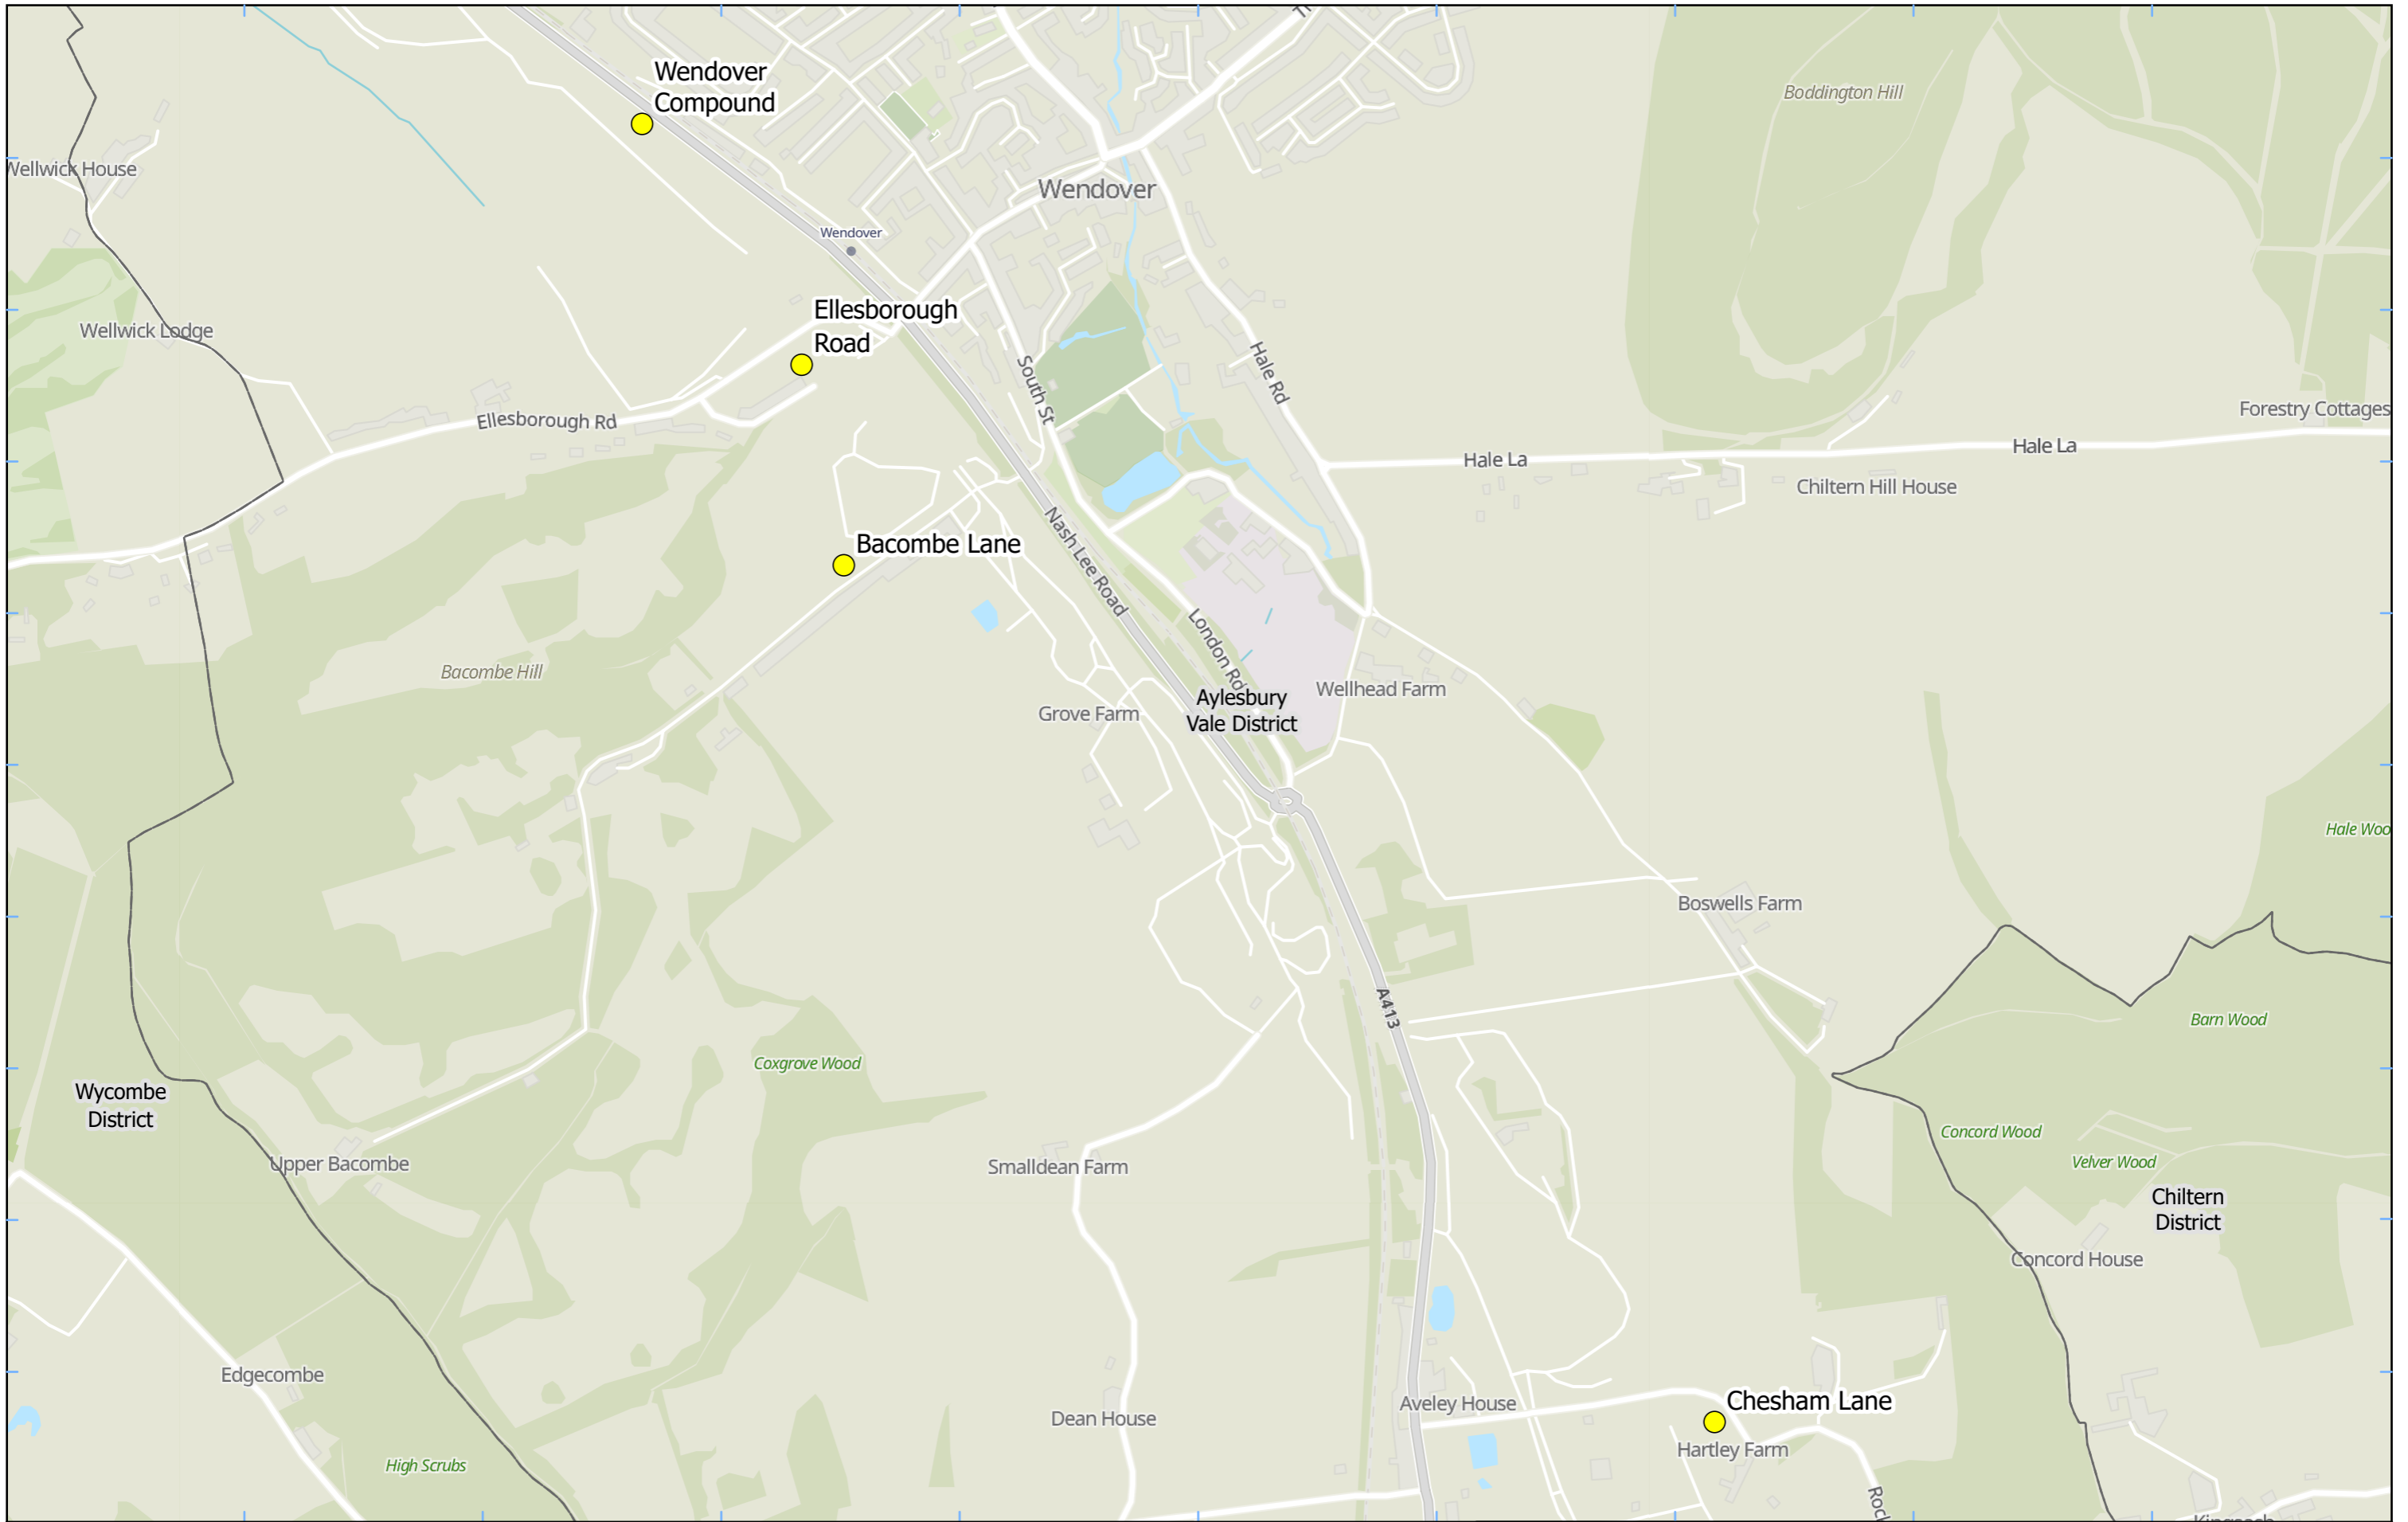 Wendover
Compound
Boddington Hill
Wellwick House
Wendover
Wendover
Ellesborough
Road
Wellwick Lodge
South St
Hale Rd
Forestry Cottages
Ellesborough Rd
Hale La
Hale La
Chiltern Hill House
Nash Lee Road
Bacombe Lane
London Rd
Bacombe Hill
Wellhead Farm
Aylesbury
Vale District
Grove Farm
Hale Woo
Boswells Farm
A413
Barn Wood
Coxgrove Wood
Wycombe
District
Concord Wood
Velver Wood
Upper Bacombe
Smalldean Farm
Chiltern
District
Concord House
Edgecombe
Aveley House
Chesham Lane
Dean House
Hartley Farm
High Scrubs
Rock